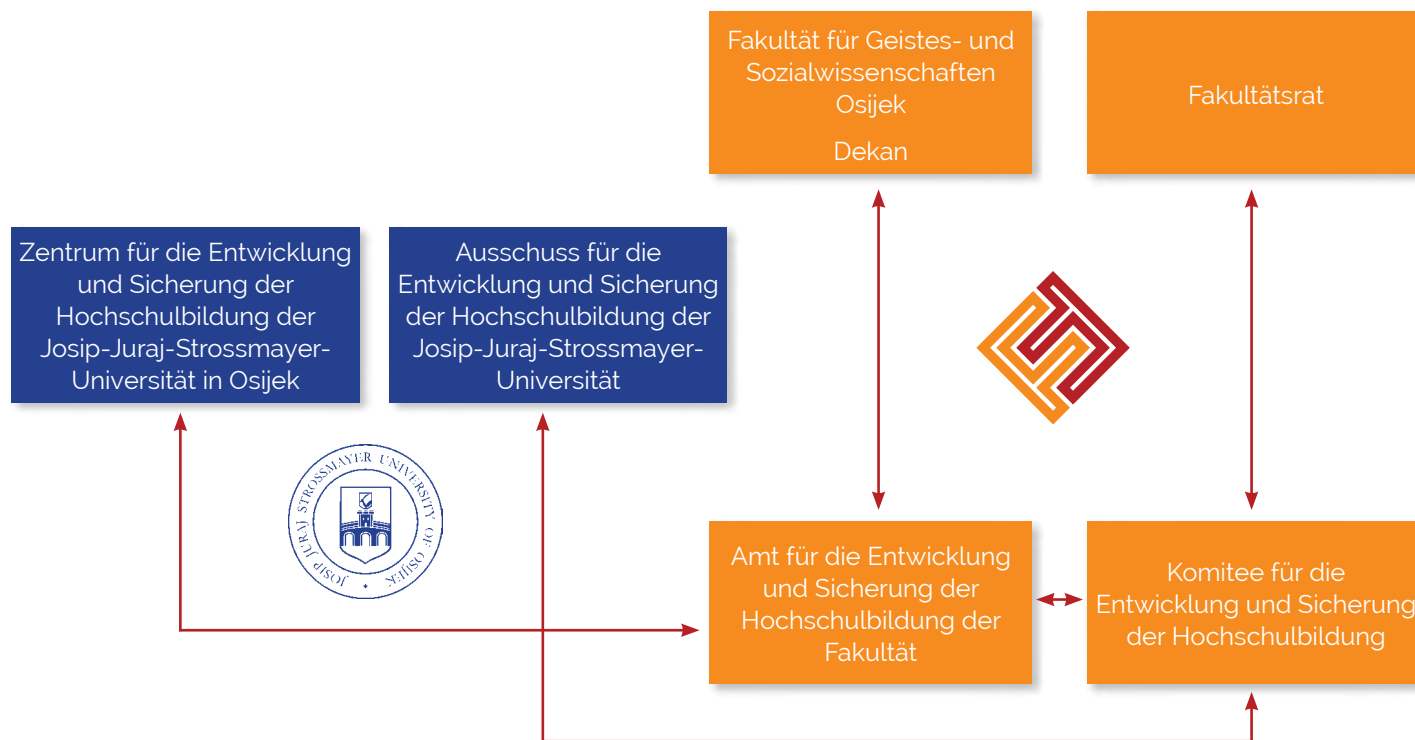 Fakultät für Geistes- und
Sozialwissenschaften
Osijek
Dekan
Fakultätsrat
Zentrum für die Entwicklung
und Sicherung der
Hochschulbildung der
Josip-Juraj-Strossmayer-
Universität in Osijek
Ausschuss für die
Entwicklung und Sicherung
der Hochschulbildung der
Josip-Juraj-Strossmayer-
Universität
JOSIP JURAJ STROSSMAYER UNIVERSITY OF OSIJEK
Amt für die Entwicklung
und Sicherung der
Hochschulbildung der
Fakultät
Komitee für die
Entwicklung und Sicherung
der Hochschulbildung